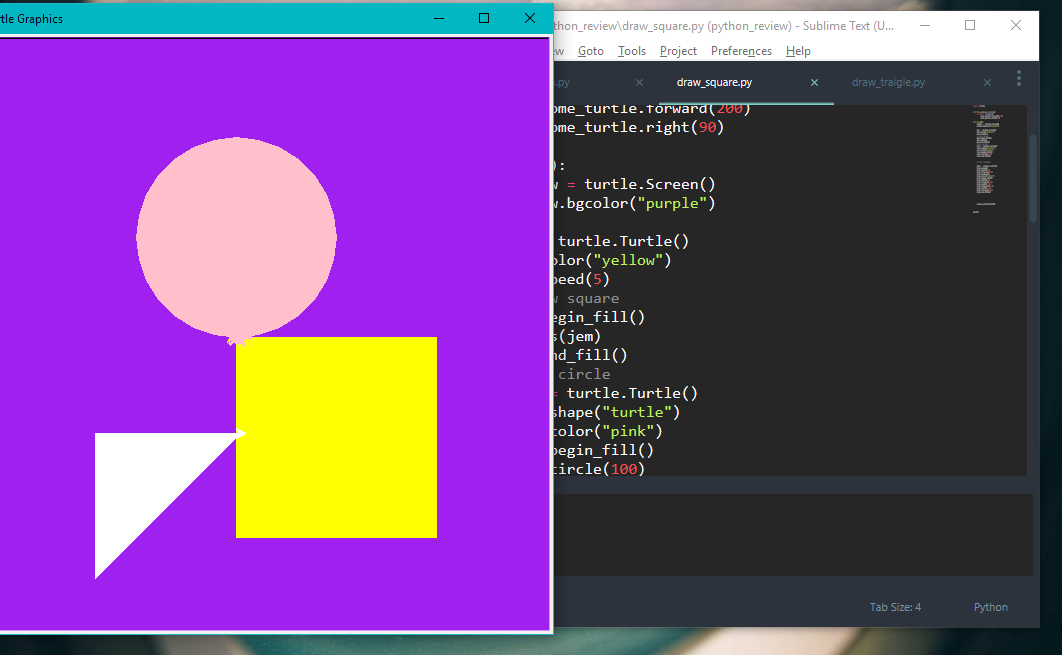 rtle Graphics
thon_review\draw_square.py (python_review) - Sublime Text (U...
ew Goto Tools Project Preferences Help
.py draw_square.py draw_traigle.py
ome_turtle.forward(200)
ome_turtle.right(90)
):
w = turtle.Screen()
w.bgcolor("purple")
turtle.Turtle()
olor("yellow")
peed(5)
w square
egin_fill()
s(jem)
nd_fill()
circle
= turtle.Turtle()
shape("turtle")
color("pink")
begin_fill()
circle(100)
Tab Size: 4 Python